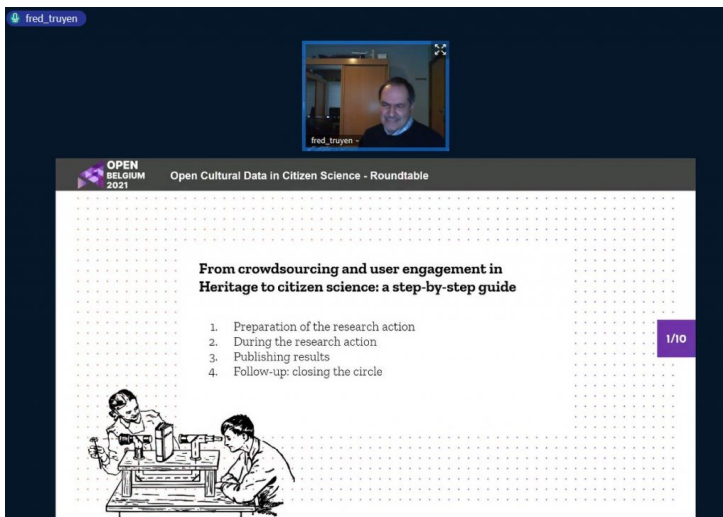 fred_truyen
fred_truyen -
OPEN
BELGIUM
2021
Open Cultural Data in Citizen Science - Roundtable
From crowdsourcing and user engagement in
Heritage to citizen science: a step-by-step guide
1. Preparation of the research action
2. During the research action
3. Publishing results
4. Follow-up: closing the circle
1/10